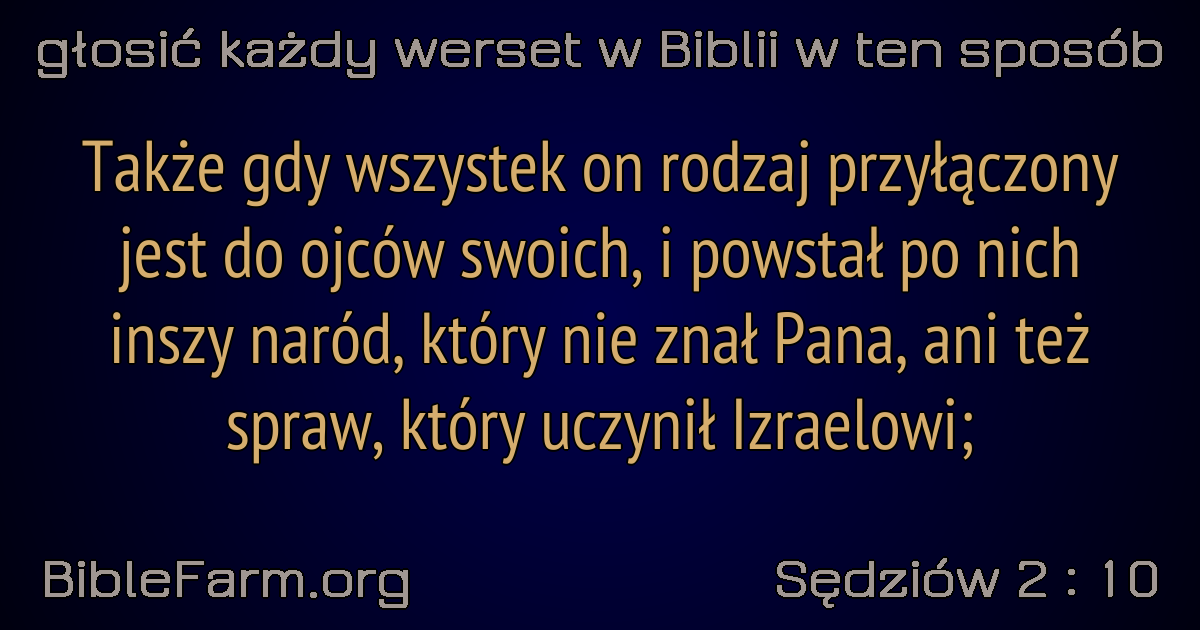 głosić każdy werset w Biblii w ten sposób
Także gdy wszystek on rodzaj przyłączony
jest do ojców swoich, i powstał po nich
inszy naród, który nie znał Pana, ani też
spraw, który uczynił Izraelowi;
BibleFarm.org
Sędziów 2 : 10